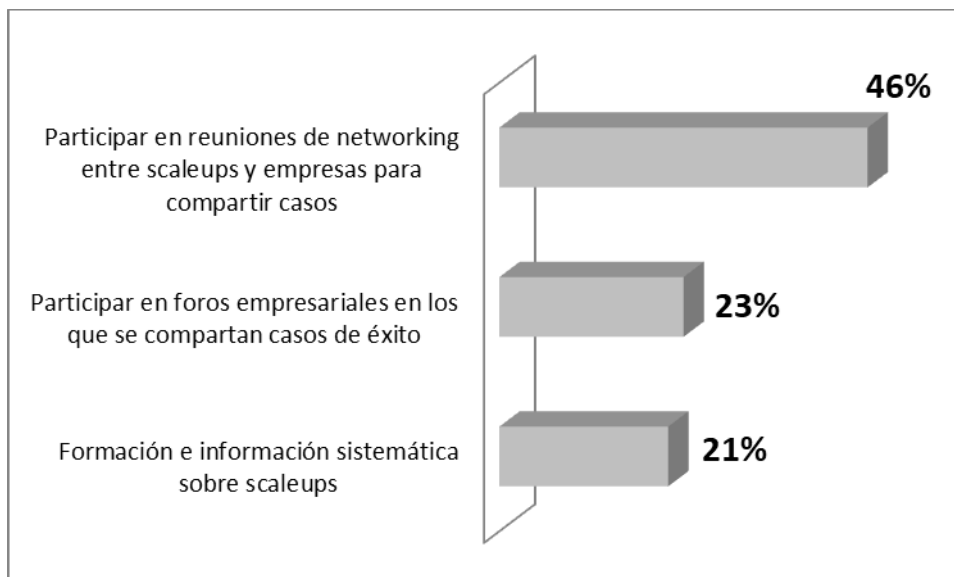 46%
Participar en reuniones de networking
entre scaleups y empresas para
compartir casos
Participar en foros empresariales en los
que se compartan casos de éxito
23%
Formación e información sistemática
sobre scaleups
21%